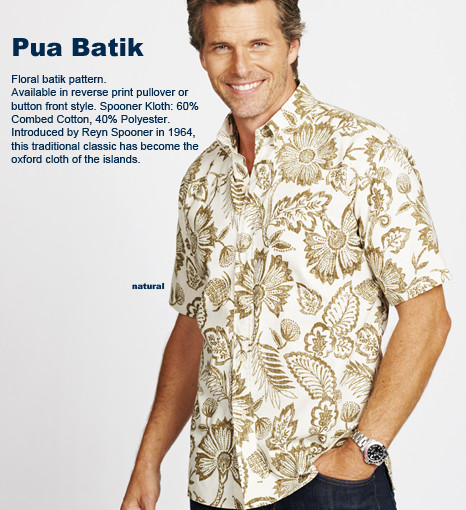 Pua Batik
Floral batik pattern.
Available in reverse print pullover or
button front style. Spooner Kloth: 60%
Combed Cotton, 40% Polyester.
Introduced by Reyn Spooner in 1964,
this traditional classic has become the
oxford cloth of the islands.
natural